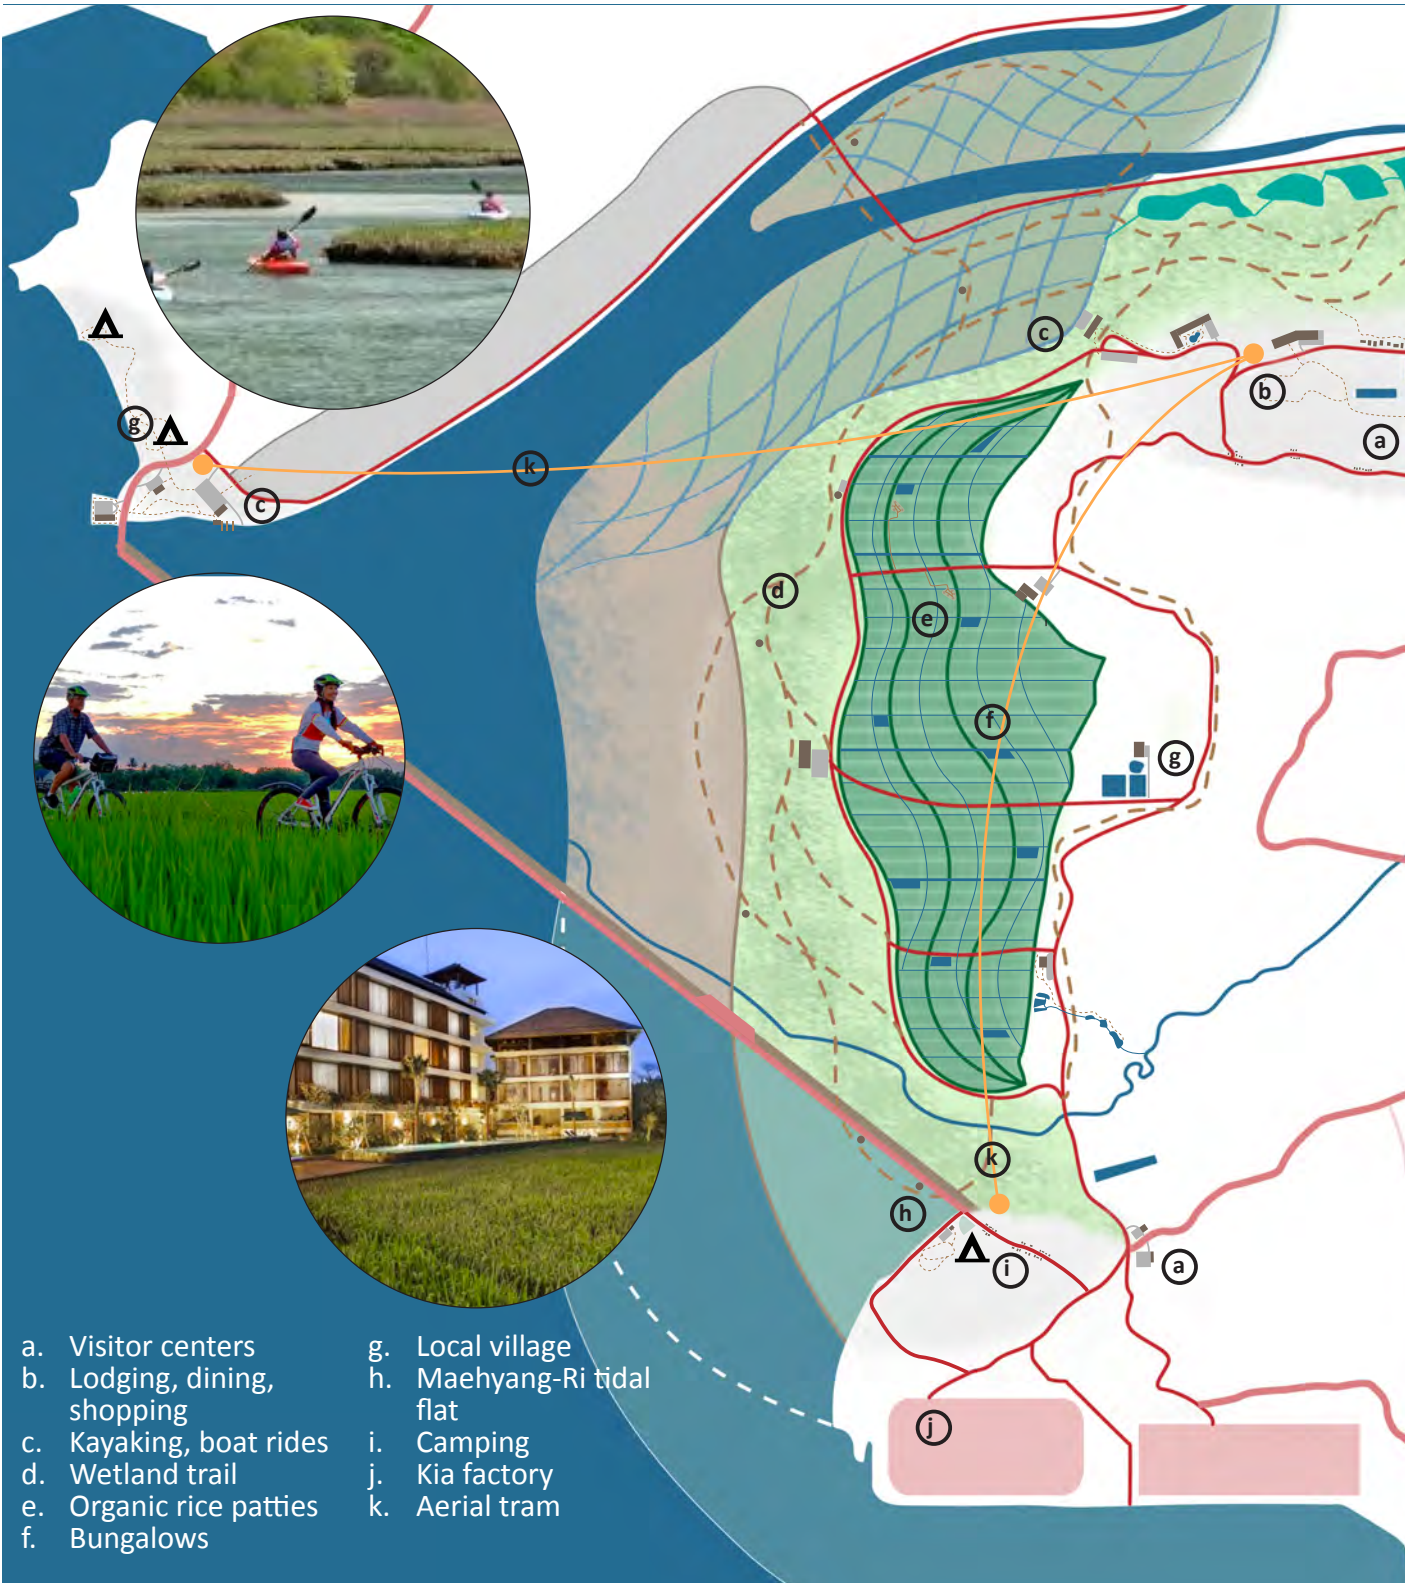 c
b
a
g
k
c
d
e
f
g
k
h
i
a
j
a. Visitor centers
b. Lodging, dining,
shopping
c. Kayaking, boat rides
d. Wetland trail
e. Organic rice patties
f. Bungalows
g. Local village
h. Maehyang-Ri tidal
flat
i. Camping
j. Kia factory
k. Aerial tram